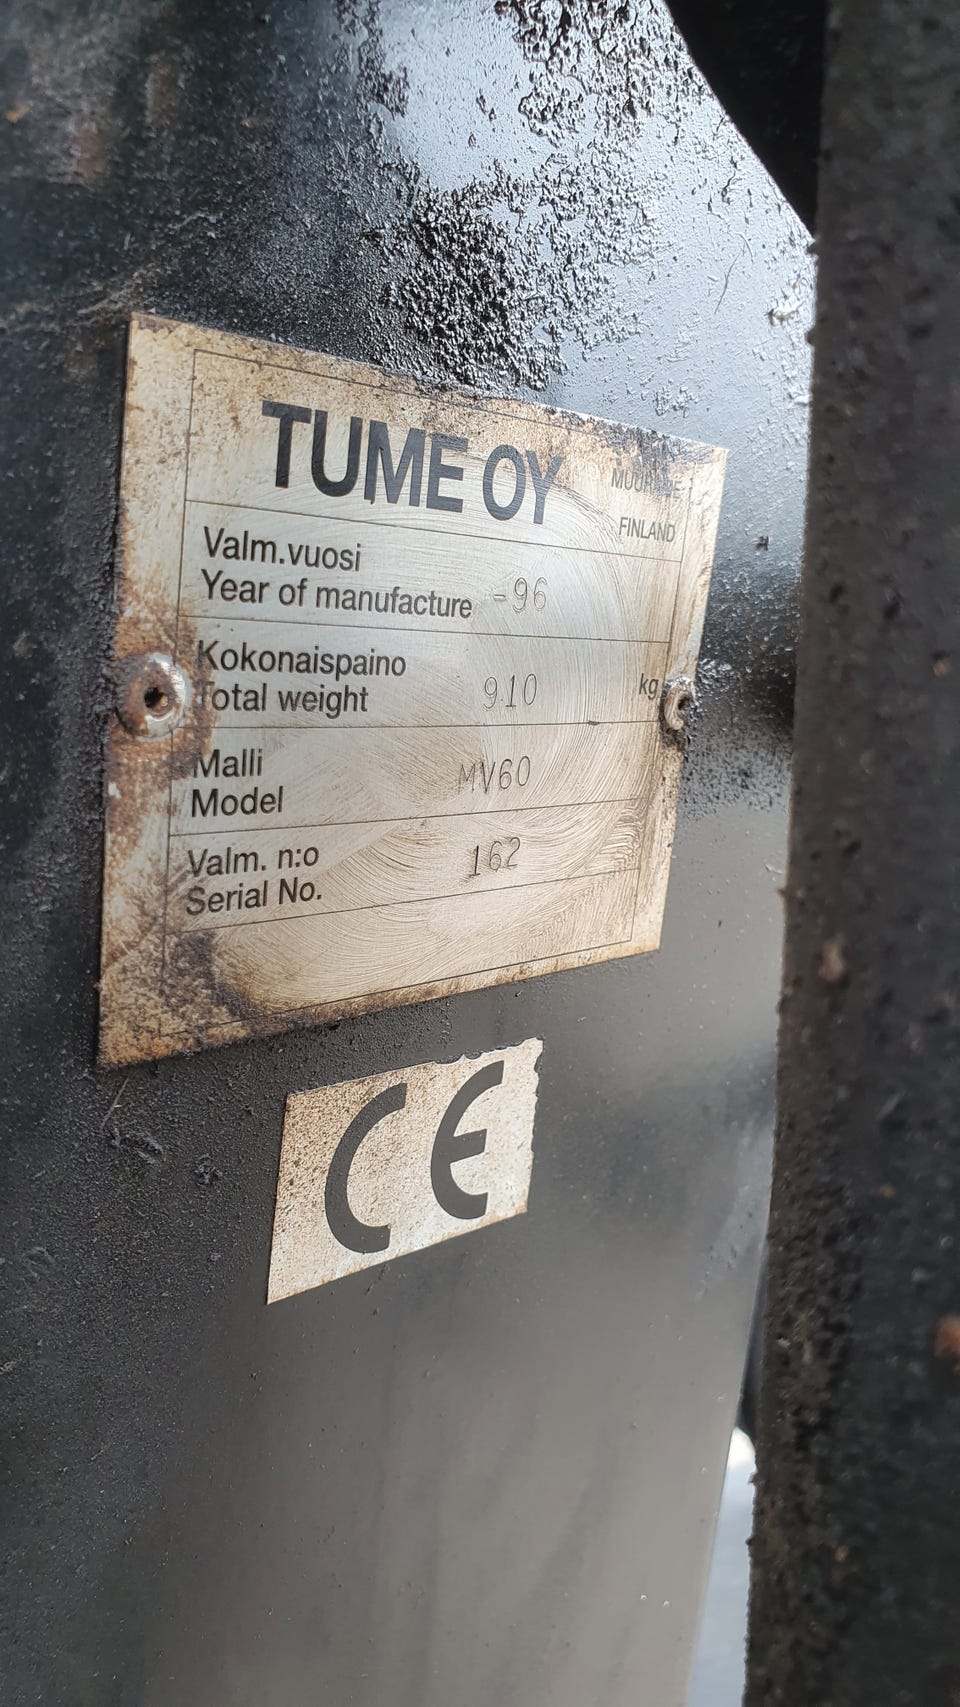 TUME OY
FINLAND
Valm.vuosi
Year of manufacture -96
Kokonaispaino
Total weight 910 kg
Malli
Model MV60
Valm. n:o
Serial No. 162
CE